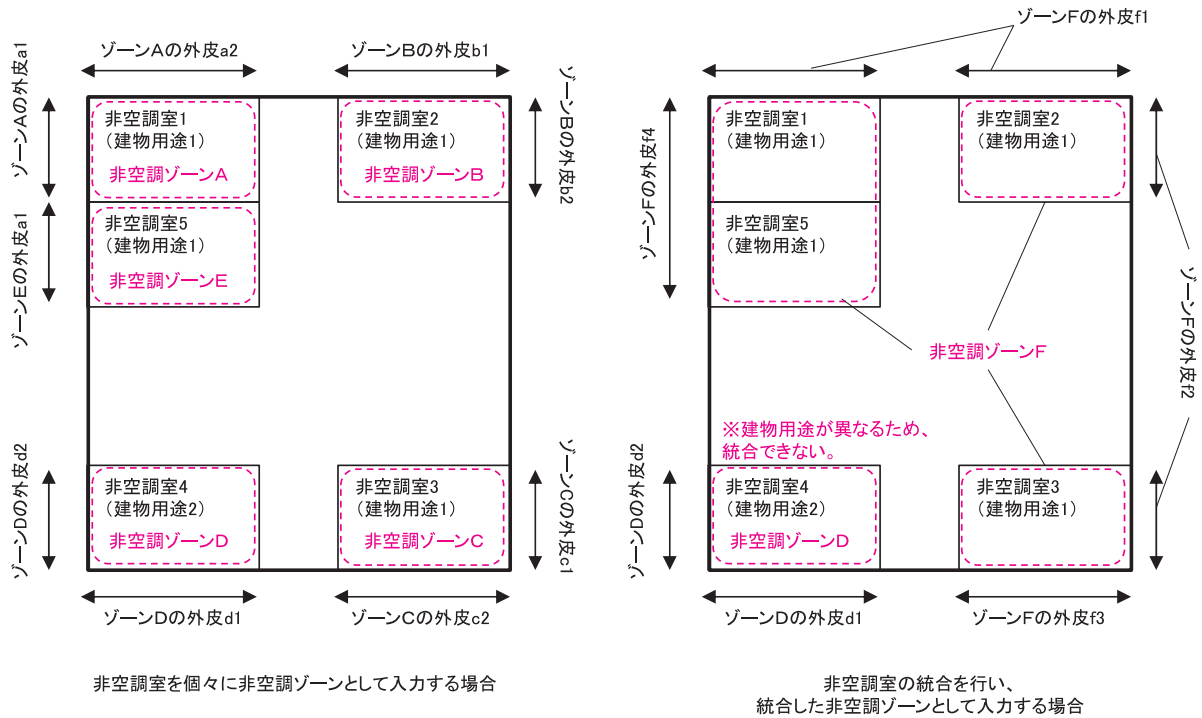 ゾーンAの外皮a2
ゾーンBの外皮b1
ゾーンAの外皮a1
ゾーンBの外皮b2
非空調室1
(建物用途1)
非空調ゾーンA
非空調室2
(建物用途1)
非空調ゾーンB
ゾーンEの外皮a1
非空調室5
(建物用途1)
非空調ゾーンE
ゾーンDの外皮d2
ゾーンCの外皮c1
非空調室4
(建物用途2)
非空調ゾーンD
非空調室3
(建物用途1)
非空調ゾーンC
ゾーンDの外皮d1
ゾーンCの外皮c2
非空調室を個々に非空調ゾーンとして入力する場合
ゾーンFの外皮f1
ゾーンFの外皮f4
非空調室1
(建物用途1)
非空調室2
(建物用途1)
非空調室5
(建物用途1)
ゾーンFの外皮f2
非空調ゾーンF
※建物用途が異なるため、
統合できない。
ゾーンDの外皮d2
非空調室4
(建物用途2)
非空調ゾーンD
非空調室3
(建物用途1)
ゾーンDの外皮d1
ゾーンFの外皮f3
非空調室の統合を行い、
統合した非空調ゾーンとして入力する場合